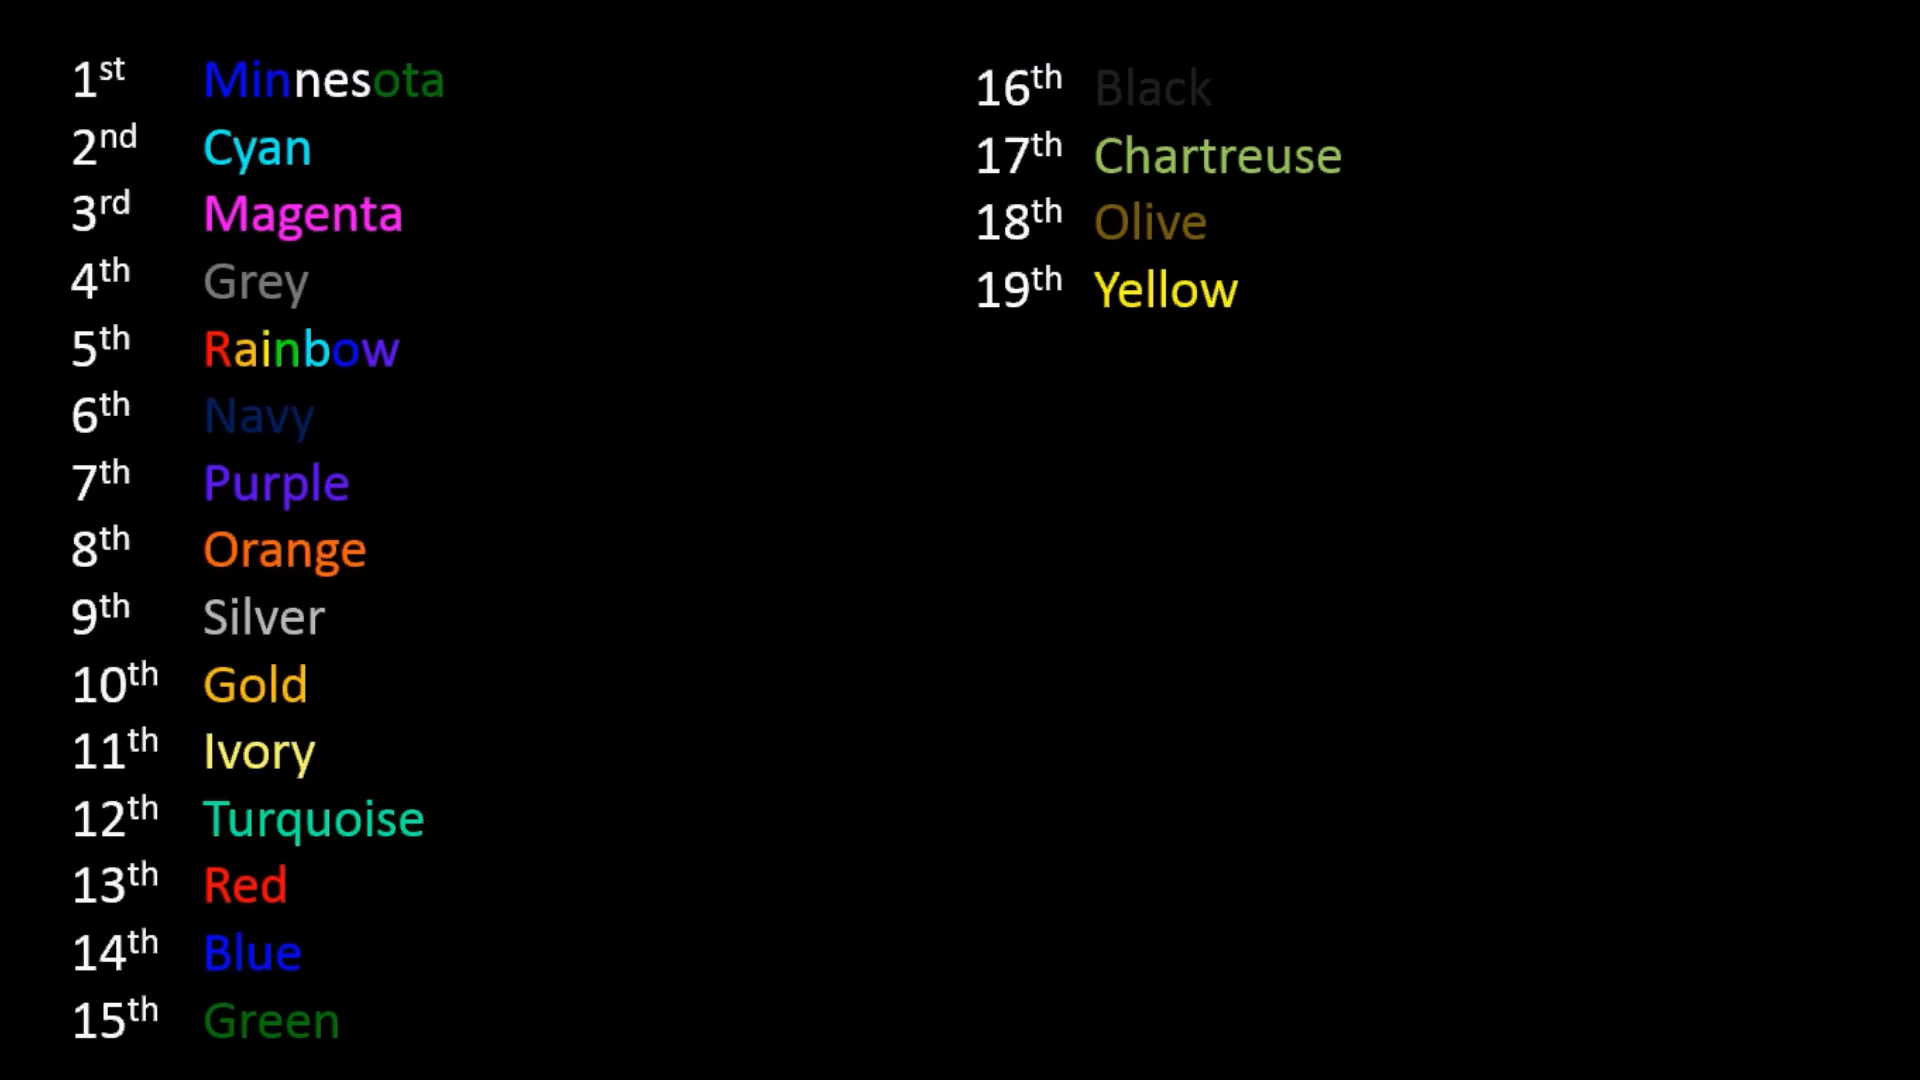 1st Minnesota
2nd Cyan
3rd Magenta
4th Grey
5th Rainbow
6th Navy
7th Purple
8th Orange
9th Silver
10th Gold
11th Ivory
12th Turquoise
13th Red
14th Blue
15th Green
16th Black
17th Chartreuse
18th Olive
19th Yellow